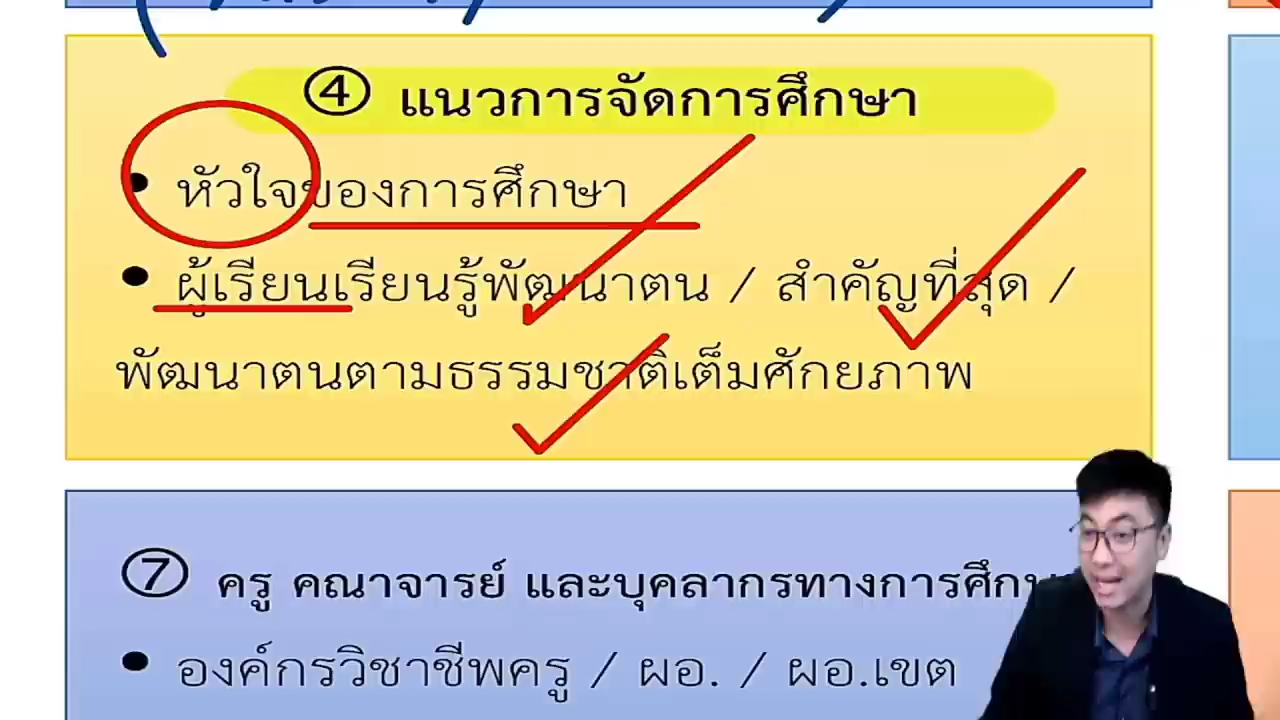 ④ แนวการจัดการศึกษา
• หัวใจของการศึกษา
• ผู้เรียนเรียนรู้พัฒนาตน / สำคัญที่สุด /
พัฒนาตนตามธรรมชาติเต็มศักยภาพ
⑦ ครู คณาจารย์ และบุคลากรทางการศึกษ
• องค์กรวิชาชีพครู / ผอ. / ผอ.เขต